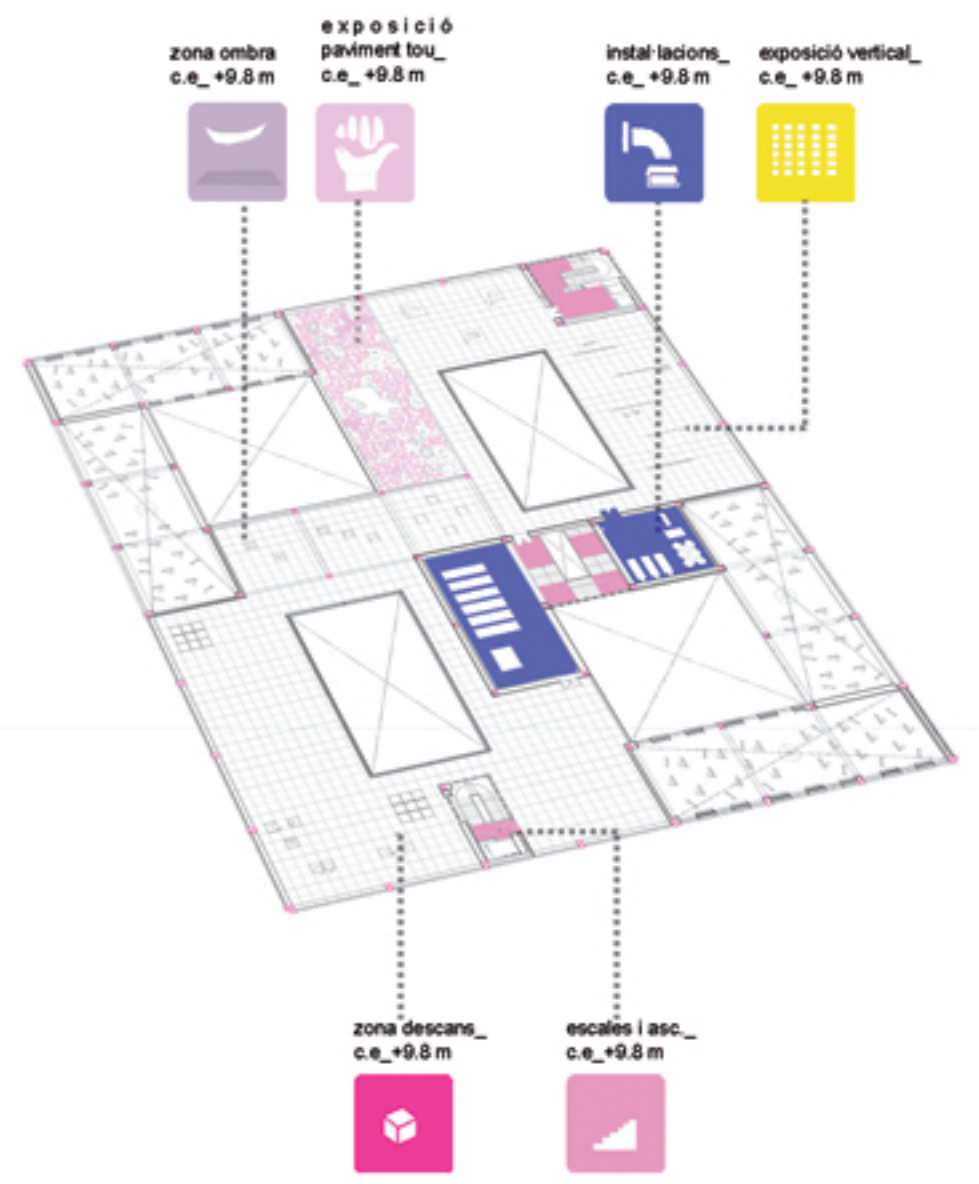 zona ombra
c.e_ +9.8 m
exposició
paviment tou_
c.e_ +9.8 m
instal·lacions_
c.e_ +9.8 m
exposició vertical_
c.e_ +9.8 m
zona descans_
c.e_+9.8 m
escales i asc._
c.e_+9.8 m